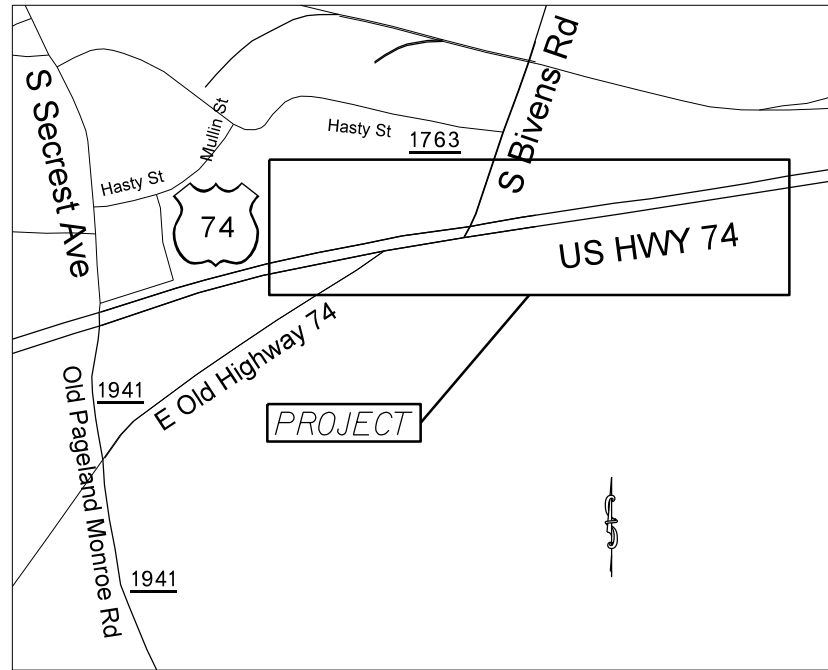 S Secrest Ave
Mullin St
S Bivens Rd
Hasty St
1763
Hasty St
74
US HWY 74
E Old Highway 74
1941
PROJECT
Old Pageland Monroe Rd
1941